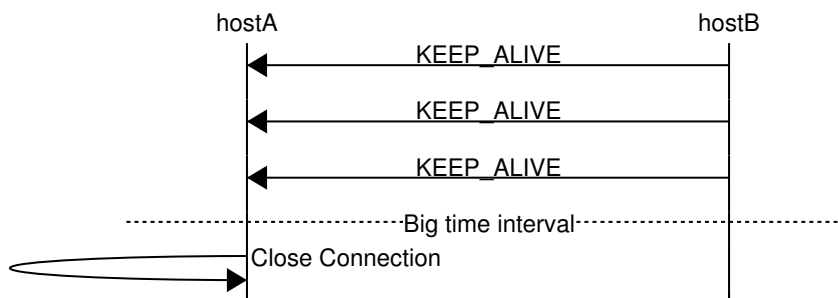 hostA hostB
KEEP_ALIVE
KEEP_ALIVE
KEEP_ALIVE
Big time interval
Close Connection